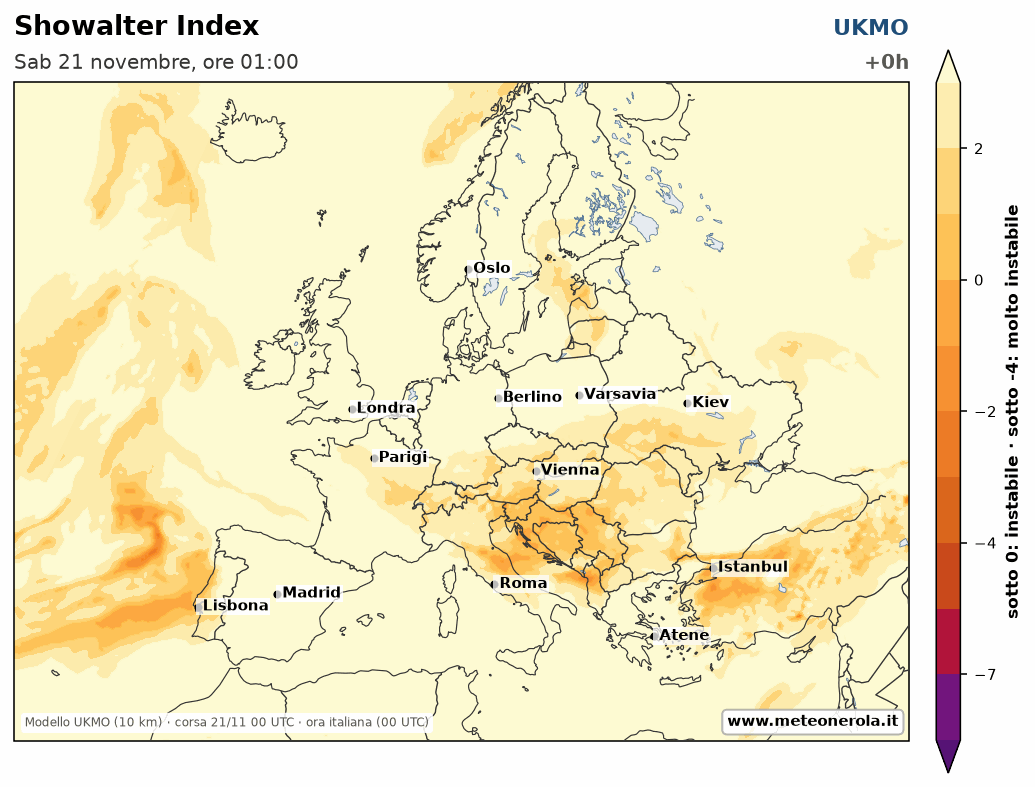 Showalter Index
UKMO
Sab 21 novembre, ore 01:00
+0h
Oslo
Londra
Berlino
Varsavia
Kiev
Parigi
Vienna
Istanbul
Roma
Madrid
Lisbona
Atene
Modello UKMO (10 km) · corsa 21/11 00 UTC · ora italiana (00 UTC)
www.meteonerola.it
2
0
−2
−4
−7
sotto 0: instabile · sotto -4: molto instabile